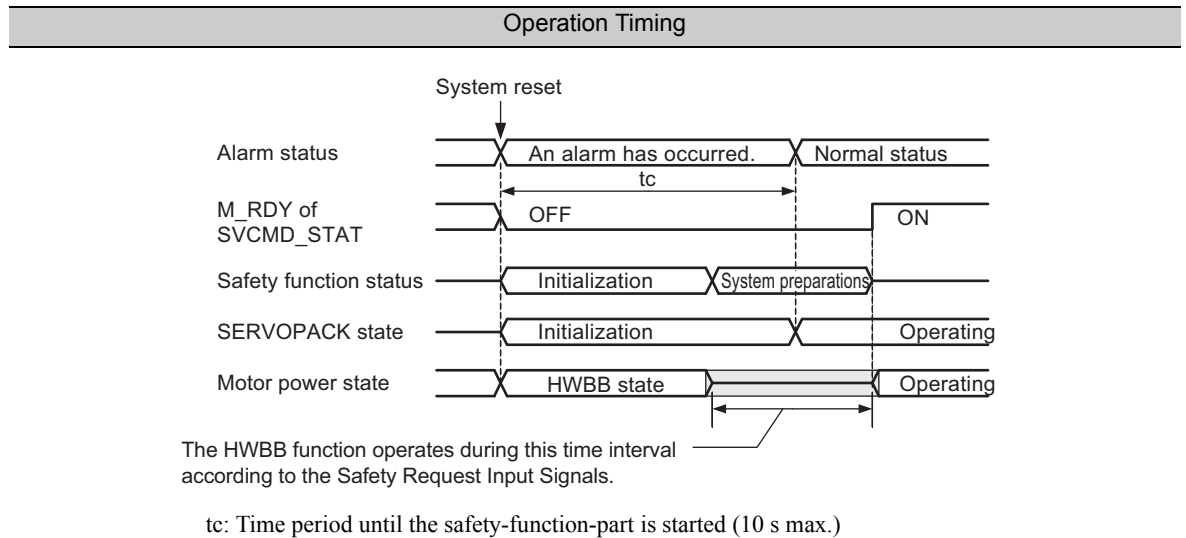 Operation Timing
System reset
Alarm status
An alarm has occurred.
Normal status
tc
M_RDY of
SVCMD_STAT
OFF
ON
Safety function status
Initialization
System preparations
SERVOPACK state
Initialization
Operating
Motor power state
HWBB state
Operating
The HWBB function operates during this time interval
according to the Safety Request Input Signals.
tc: Time period until the safety-function-part is started (10 s max.)